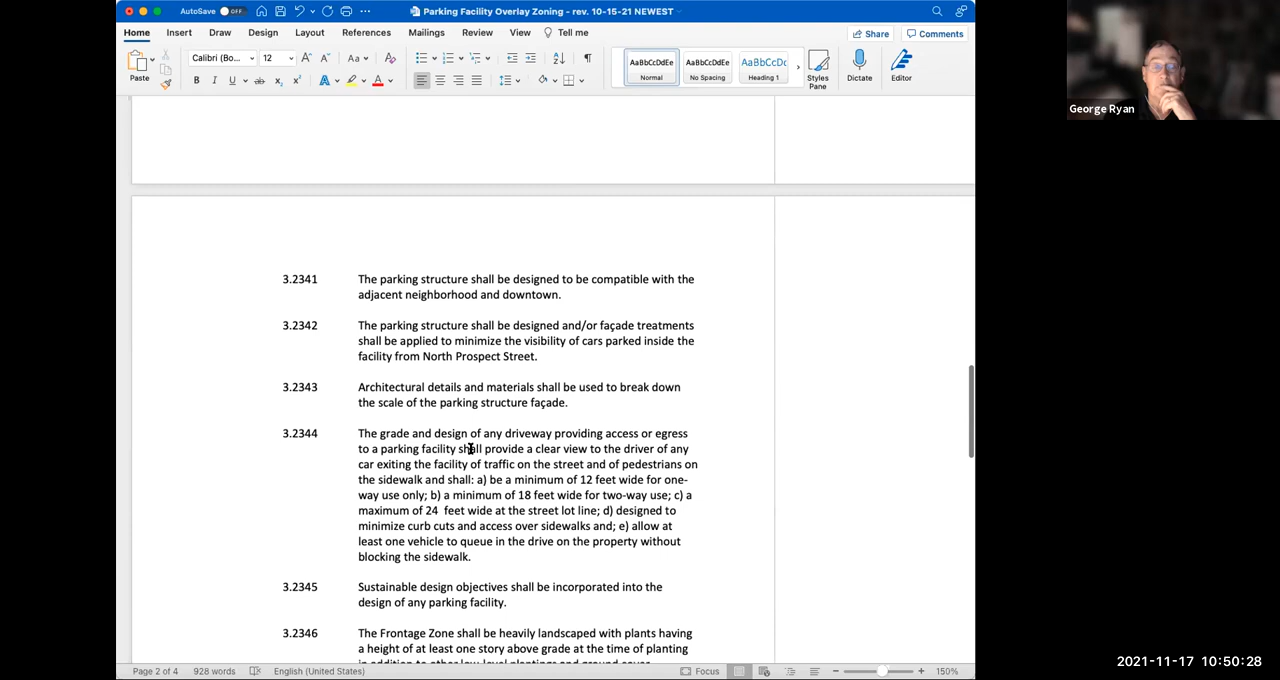 AutoSave OFF Parking Facility Overlay Zoning - rev. 10-15-21 NEWEST
Home Insert Draw Design Layout References Mailings Review View Tell me Share Comments
Calibri (Bo... 12
Paste
AaBbCcDdEe AaBbCcDdEe AaBbCcDc
Normal No Spacing Heading 1 Styles Pane Dictate Editor
George Ryan
3.2341 The parking structure shall be designed to be compatible with the
adjacent neighborhood and downtown.
3.2342 The parking structure shall be designed and/or façade treatments
shall be applied to minimize the visibility of cars parked inside the
facility from North Prospect Street.
3.2343 Architectural details and materials shall be used to break down
the scale of the parking structure façade.
3.2344 The grade and design of any driveway providing access or egress
to a parking facility shall provide a clear view to the driver of any
car exiting the facility of traffic on the street and of pedestrians on
the sidewalk and shall: a) be a minimum of 12 feet wide for one-
way use only; b) a minimum of 18 feet wide for two-way use; c) a
maximum of 24  feet wide at the street lot line; d) designed to
minimize curb cuts and access over sidewalks and; e) allow at
least one vehicle to queue in the drive on the property without
blocking the sidewalk.
3.2345 Sustainable design objectives shall be incorporated into the
design of any parking facility.
3.2346 The Frontage Zone shall be heavily landscaped with plants having
a height of at least one story above grade at the time of planting
in addition to other low level plantings and ground cover
Page 2 of 4 928 words English (United States) Focus 150%
2021-11-17 10:50:28